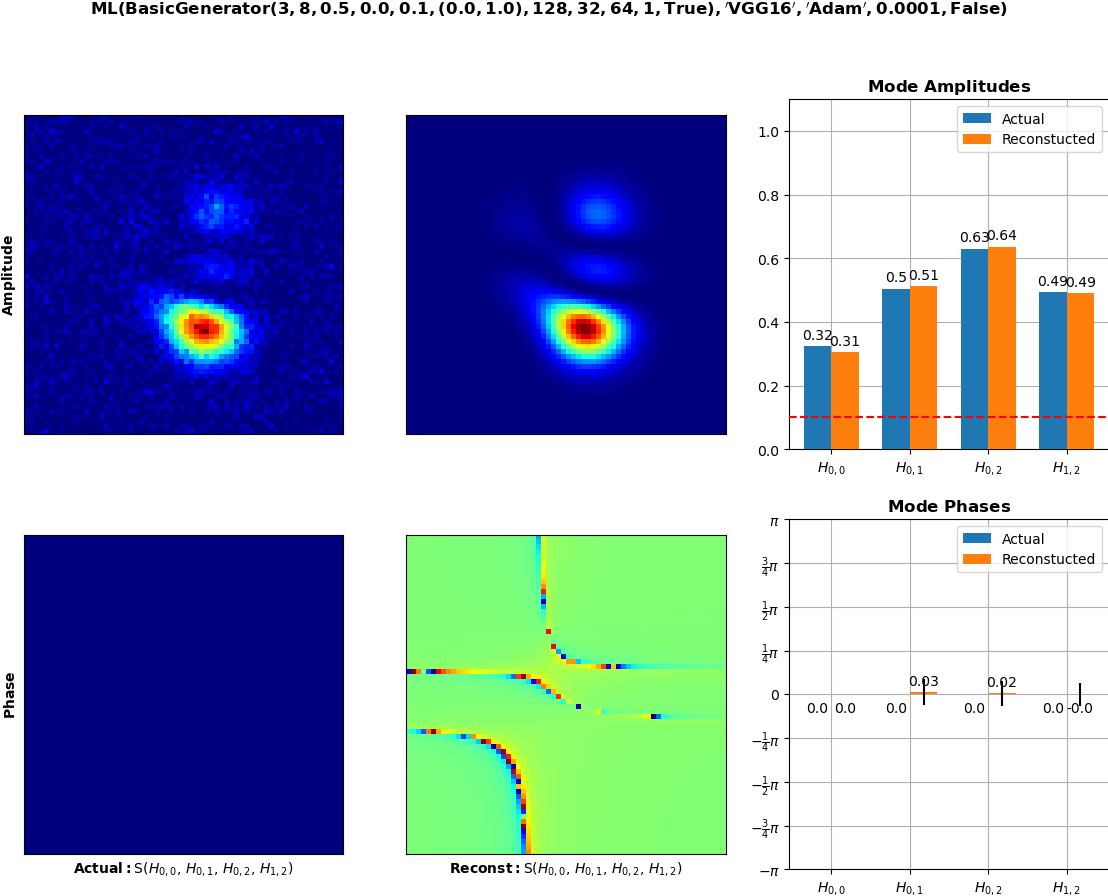 ML(BasicGenerator(3, 8, 0.5, 0.0, 0.1, (0.0, 1.0), 128, 32, 64, 1, True), ′VGG16′, ′Adam′, 0.0001, False)
Amplitude
Mode Amplitudes
Actual
Reconstucted
1.0
0.8
0.6
0.4
0.2
0.0
0.32 0.31
0.5 0.51
0.63 0.64
0.49 0.49
H0,0 H0,1 H0,2 H1,2
Phase
Actual: S(H0,0, H0,1, H0,2, H1,2)
Reconst: S(H0,0, H0,1, H0,2, H1,2)
Mode Phases
Actual
Reconstucted
π
3/4π
1/2π
1/4π
0
−1/4π
−1/2π
−3/4π
−π
0.0 0.0
0.0 0.03
0.0 0.02
0.0 -0.0
H0,0 H0,1 H0,2 H1,2